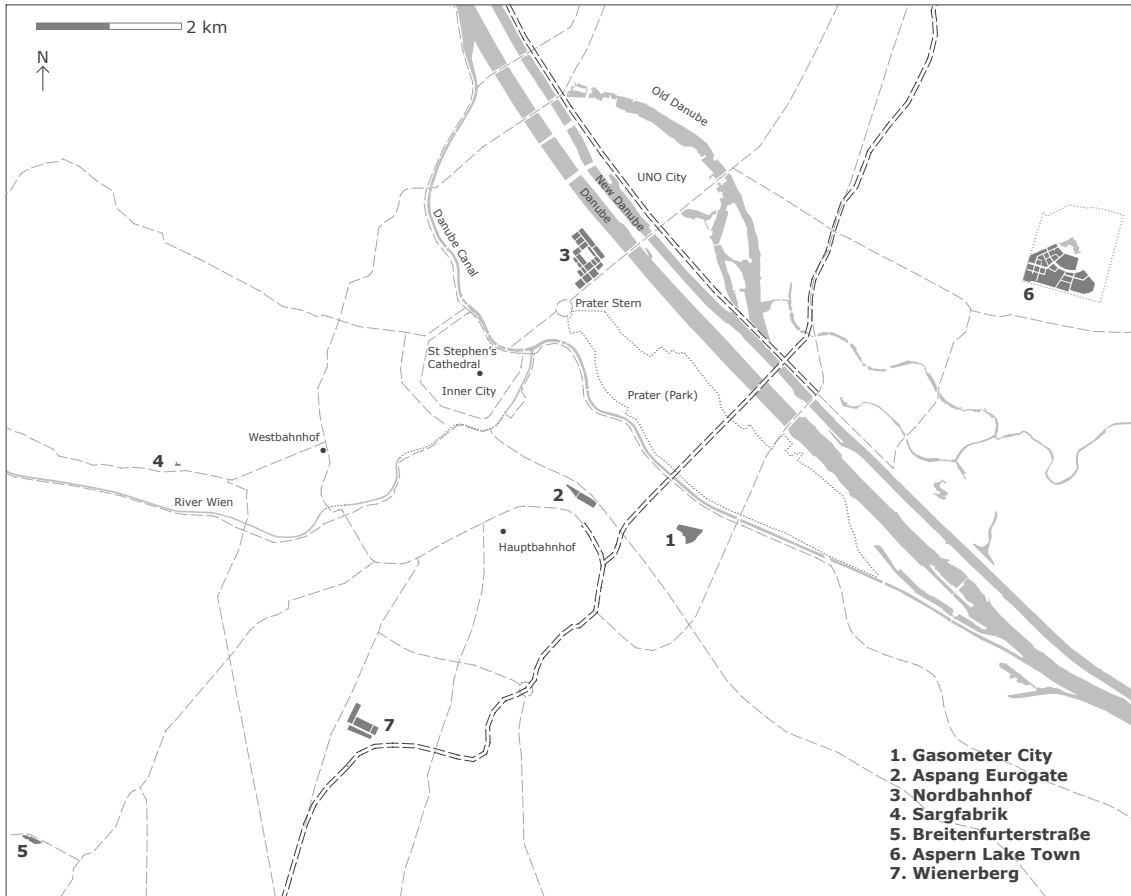 2 km
N
Old Danube
UNO City
New Danube
Danube
Danube Canal
3
6
Prater Stern
St Stephen's
Cathedral
Inner City
Prater (Park)
Westbahnhof
4
River Wien
2
1
Hauptbahnhof
7
5
1. Gasometer City
2. Aspang Eurogate
3. Nordbahnhof
4. Sargfabrik
5. Breitenfurterstraße
6. Aspern Lake Town
7. Wienerberg